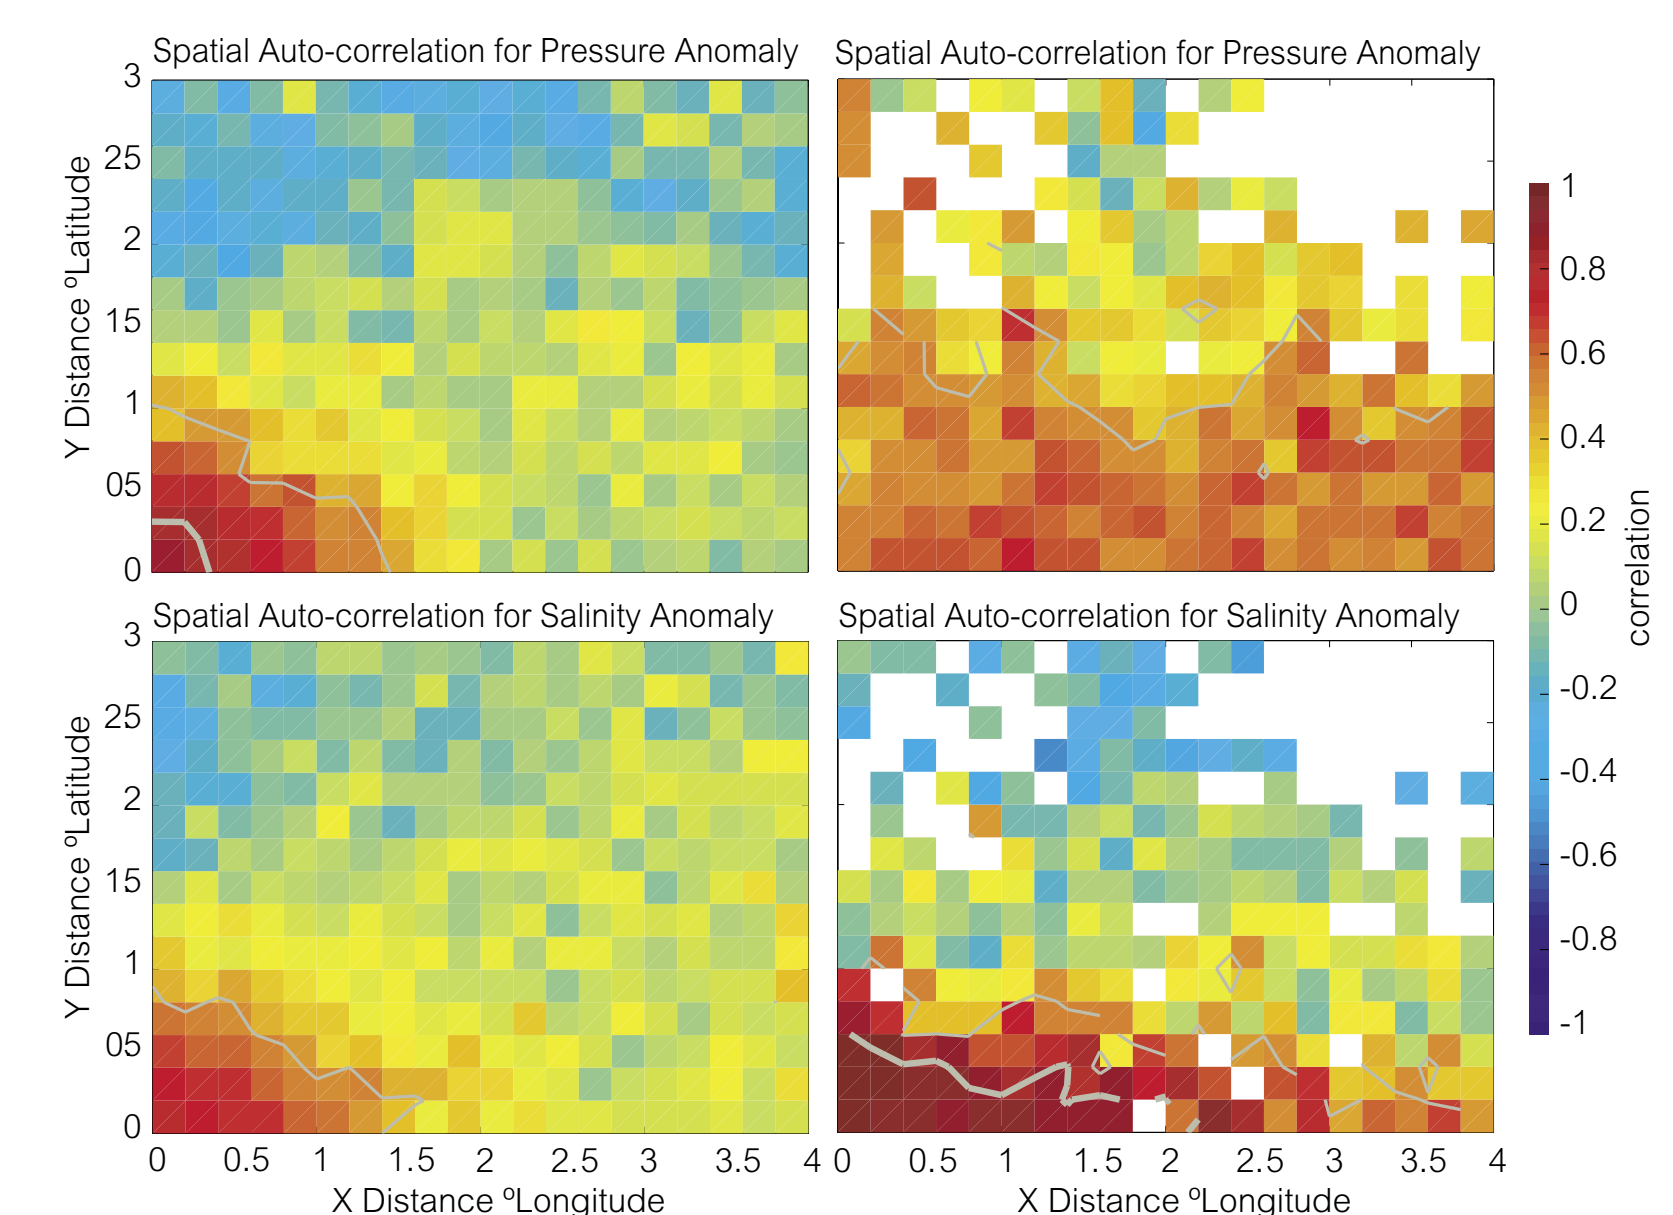 Spatial Auto-correlation for Pressure Anomaly
Spatial Auto-correlation for Pressure Anomaly
3
25
2
15
1
05
0
Y Distance ºLatitude
Spatial Auto-correlation for Salinity Anomaly
Spatial Auto-correlation for Salinity Anomaly
3
25
2
15
1
05
0
Y Distance ºLatitude
0 0.5 1 1.5 2 2.5 3 3.5 4
0 0.5 1 1.5 2 2.5 3 3.5 4
X Distance ºLongitude
X Distance ºLongitude
1
0.8
0.6
0.4
0.2
0
-0.2
-0.4
-0.6
-0.8
-1
correlation